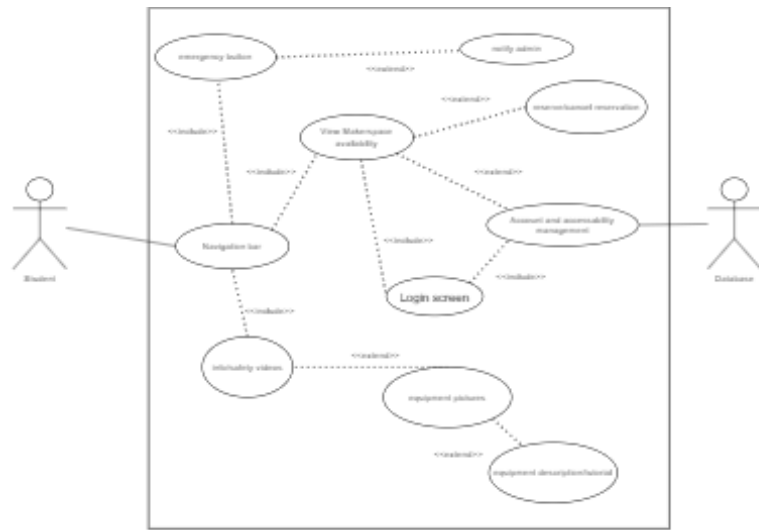 emergency button
notify admin
<<extend>>
<<extend>>
reserve/cancel reservation
<<include>>
View Makerspace
availability
<<include>>
<<extend>>
Account and accessability
management
Navigation bar
Student
Database
<<include>>
<<include>>
Login screen
<<include>>
<<extend>>
info/safety videos
equipment pictures
<<extend>>
equipment description/tutorial